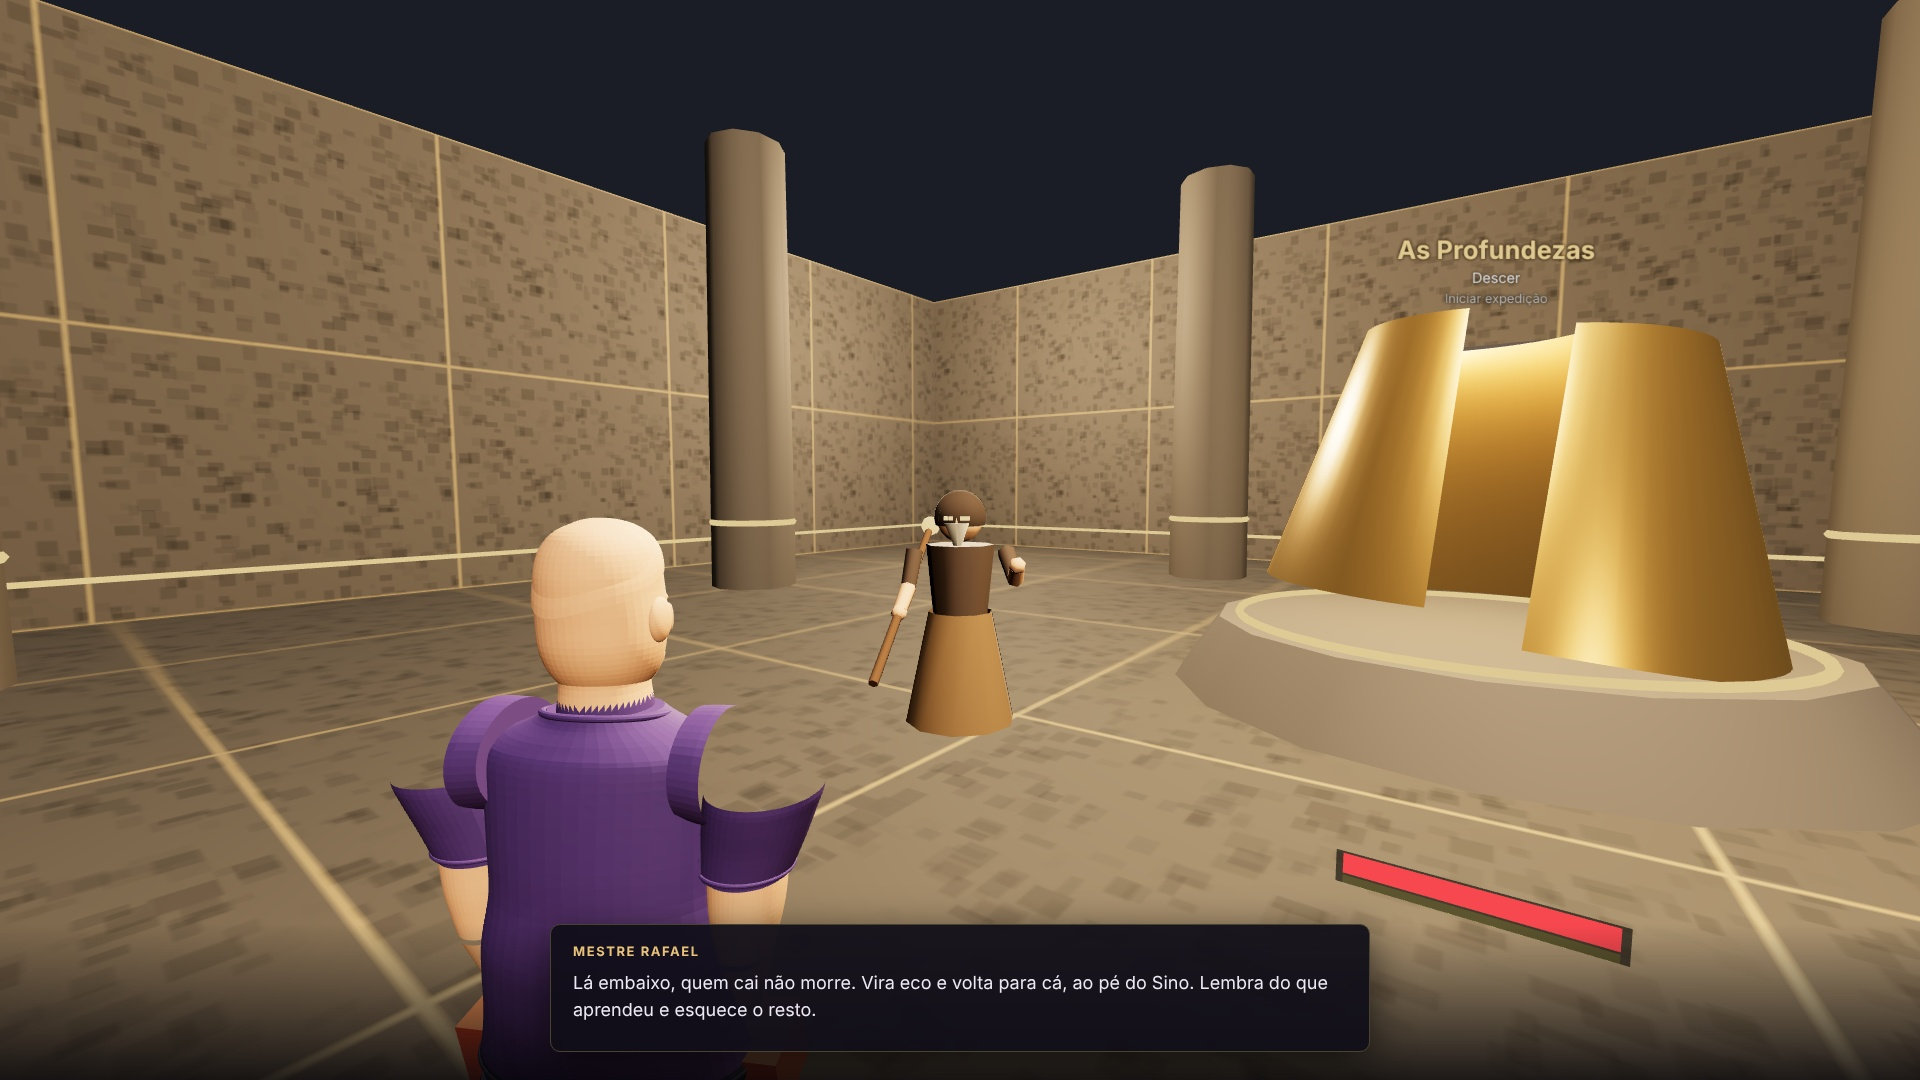 As Profundezas
Descer
Iniciar expedição
MESTRE RAFAEL
Lá embaixo, quem cai não morre. Vira eco e volta para cá, ao pé do Sino. Lembra do que
aprendeu e esquece o resto.